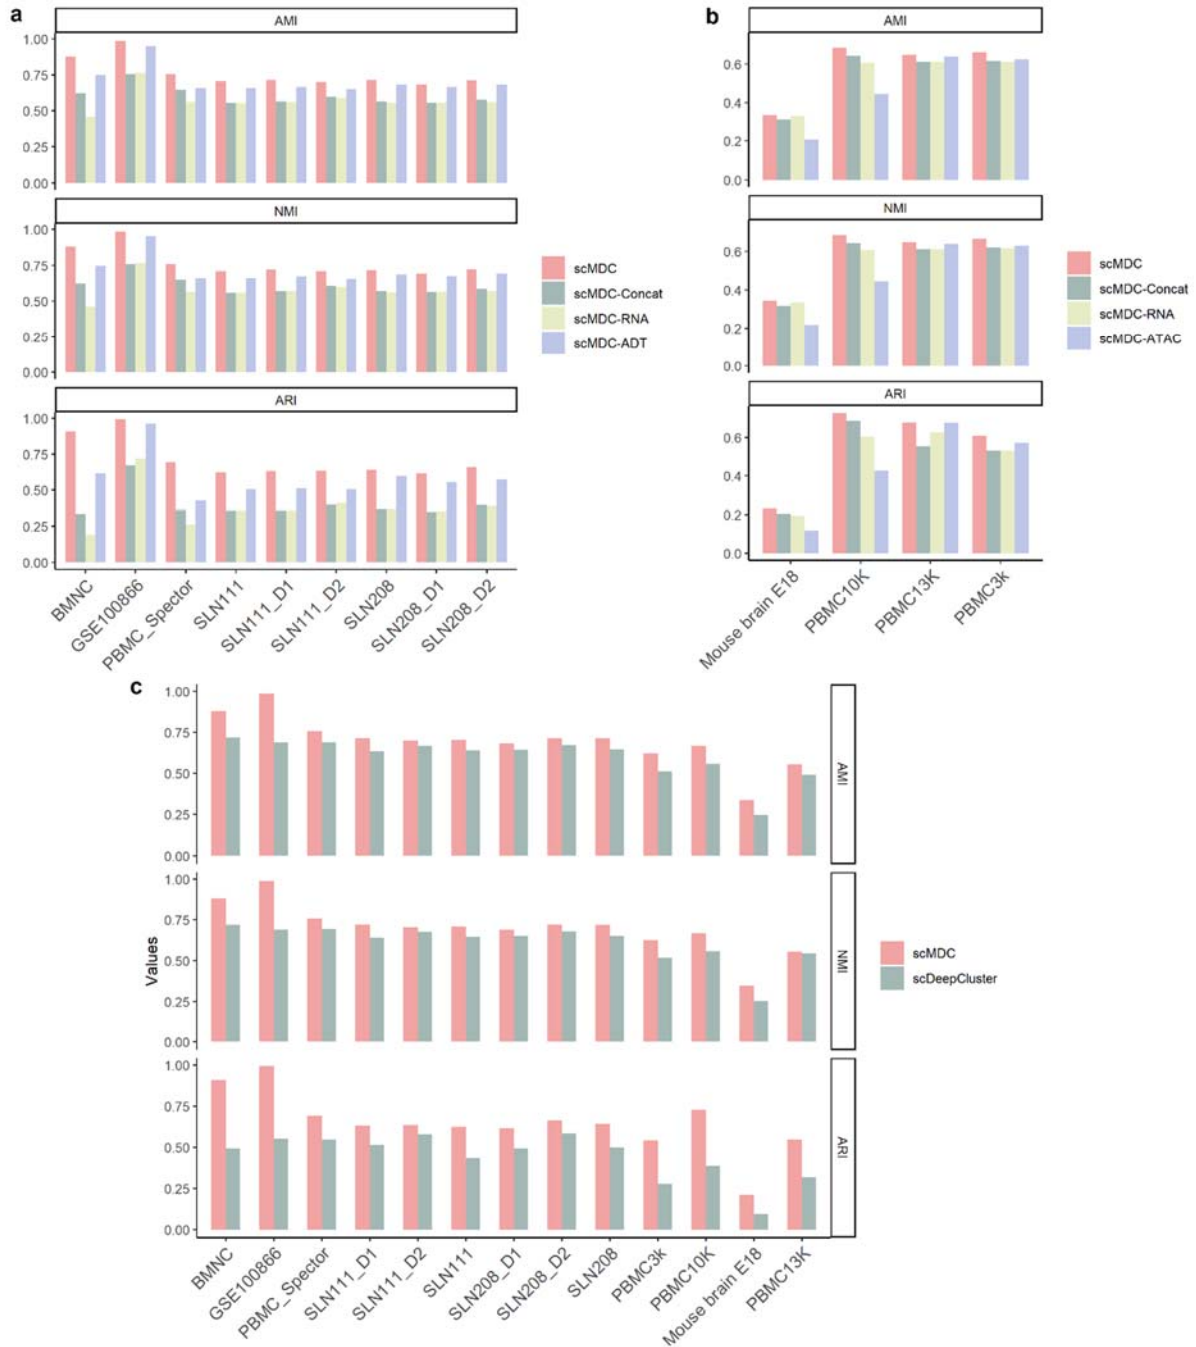 a
AMI
1.00
0.75
0.50
0.25
0.00
NMI
1.00
0.75
0.50
0.25
0.00
ARI
1.00
0.75
0.50
0.25
0.00
BMNC
GSE100866
PBMC_Spector
SLN111
SLN111_D1
SLN111_D2
SLN208
SLN208_D1
SLN208_D2
scMDC
scMDC-Concat
scMDC-RNA
scMDC-ADT
b
AMI
0.6
0.4
0.2
0.0
NMI
0.6
0.4
0.2
0.0
ARI
0.6
0.4
0.2
0.0
Mouse brain E18
PBMC10K
PBMC13K
PBMC3k
scMDC
scMDC-Concat
scMDC-RNA
scMDC-ATAC
c
Values
1.00
0.75
0.50
0.25
0.00
AMI
1.00
0.75
0.50
0.25
0.00
NMI
1.00
0.75
0.50
0.25
0.00
ARI
BMNC
GSE100866
PBMC_Spector
SLN111_D1
SLN111_D2
SLN111
SLN208_D1
SLN208_D2
SLN208
PBMC3k
PBMC10K
Mouse brain E18
PBMC13K
scMDC
scDeepCluster